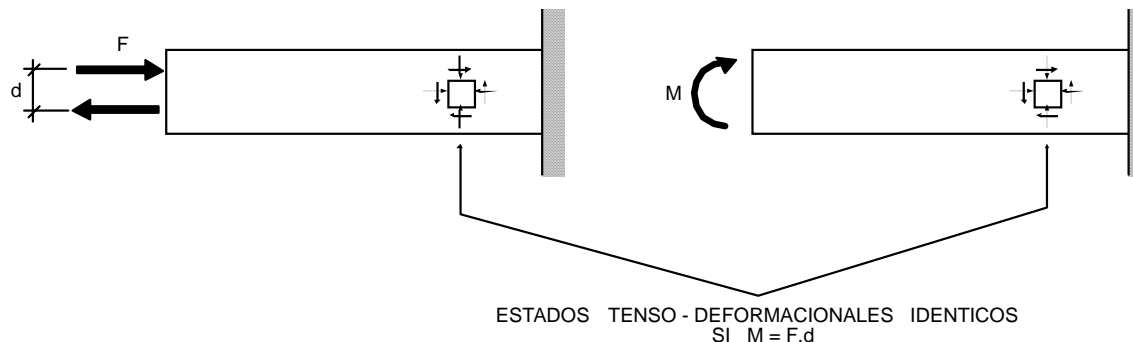 F
d
M
ESTADOS TENSO - DEFORMACIONALES IDENTICOS
SI M = F.d